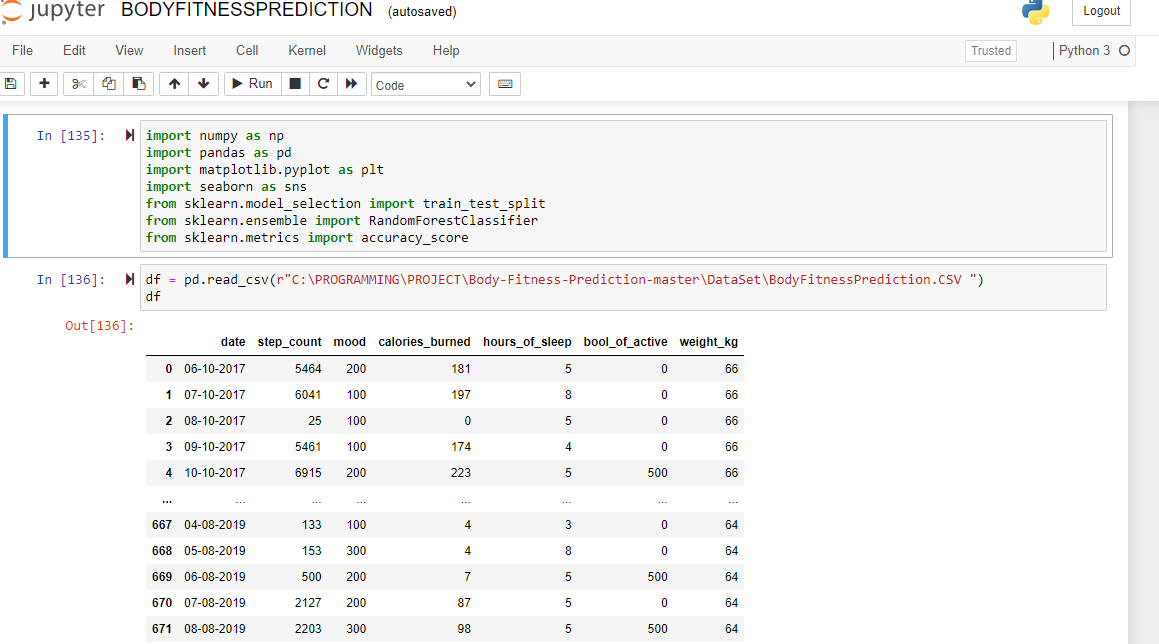 jupyter BODYFITNESSPREDICTION (autosaved) Logout
File Edit View Insert Cell Kernel Widgets Help Trusted Python 3
Run Code
In [135]: import numpy as np
import pandas as pd
import matplotlib.pyplot as plt
import seaborn as sns
from sklearn.model_selection import train_test_split
from sklearn.ensemble import RandomForestClassifier
from sklearn.metrics import accuracy_score
In [136]: df = pd.read_csv(r"C:\PROGRAMMING\PROJECT\Body-Fitness-Prediction-master\DataSet\BodyFitnessPrediction.CSV ")
df
Out[136]:
date step_count mood calories_burned hours_of_sleep bool_of_active weight_kg
0 06-10-2017 5464 200 181 5 0 66
1 07-10-2017 6041 100 197 8 0 66
2 08-10-2017 25 100 0 5 0 66
3 09-10-2017 5461 100 174 4 0 66
4 10-10-2017 6915 200 223 5 500 66
... ... ... ... ... ... ... ...
667 04-08-2019 133 100 4 3 0 64
668 05-08-2019 153 300 4 8 0 64
669 06-08-2019 500 200 7 5 500 64
670 07-08-2019 2127 200 87 5 0 64
671 08-08-2019 2203 300 98 5 500 64